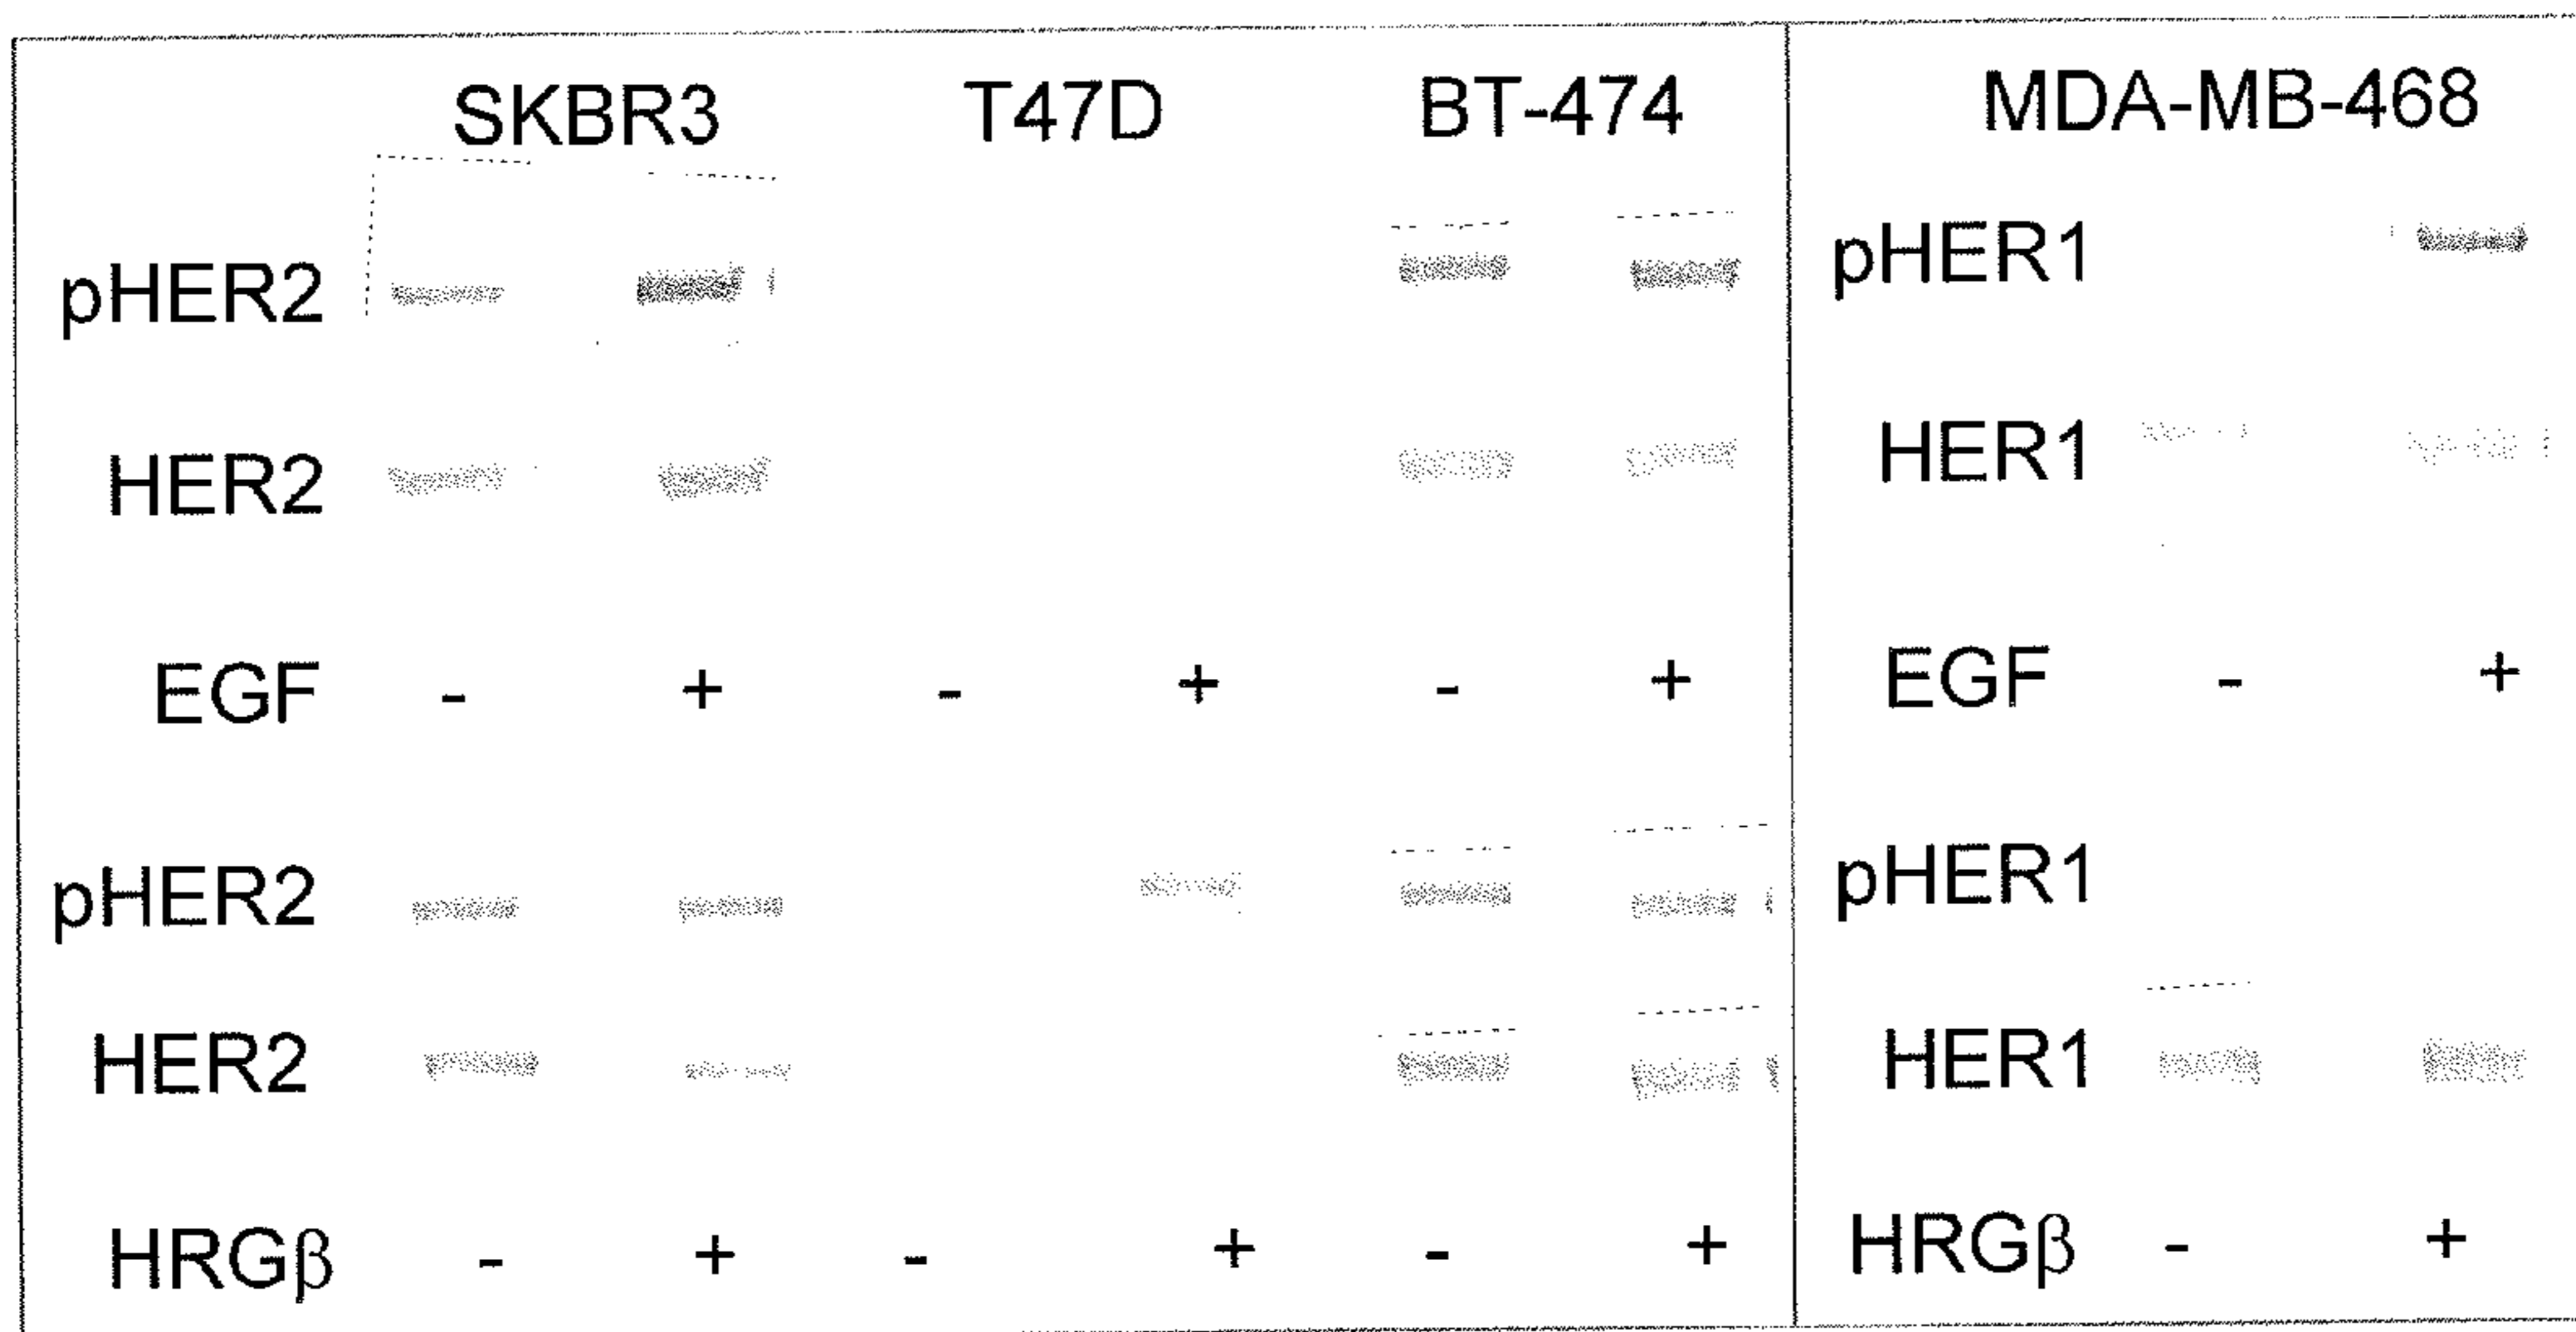 SKBR3 T47D BT-474 MDA-MB-468
pHER2 pHER1
HER2 HER1
EGF - + - + - + EGF - +
pHER2 pHER1
HER2 HER1
HRGβ - + - + - + HRGβ - +